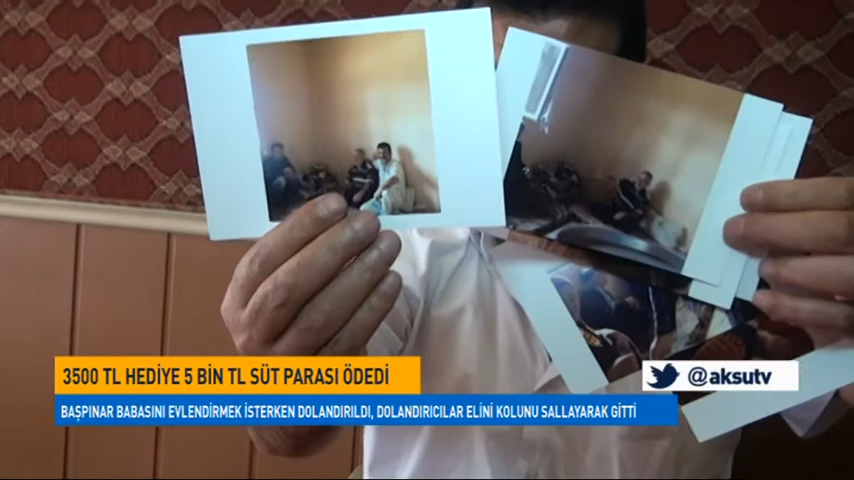 3500 TL HEDİYE 5 BİN TL SÜT PARASI ÖDEDİ
@aksutv
BAŞPINAR BABASINI EVLENDİRMEK İSTERKEN DOLANDIRILDI, DOLANDIRICILAR ELİNİ KOLUNU SALLAYARAK GİTTİ